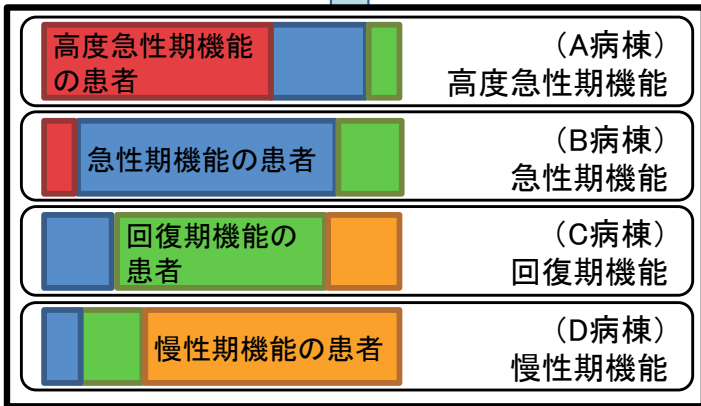 高度急性期機能
の患者
(A病棟)
高度急性期機能
急性期機能の患者
(B病棟)
急性期機能
回復期機能の
患者
(C病棟)
回復期機能
慢性期機能の患者
(D病棟)
慢性期機能